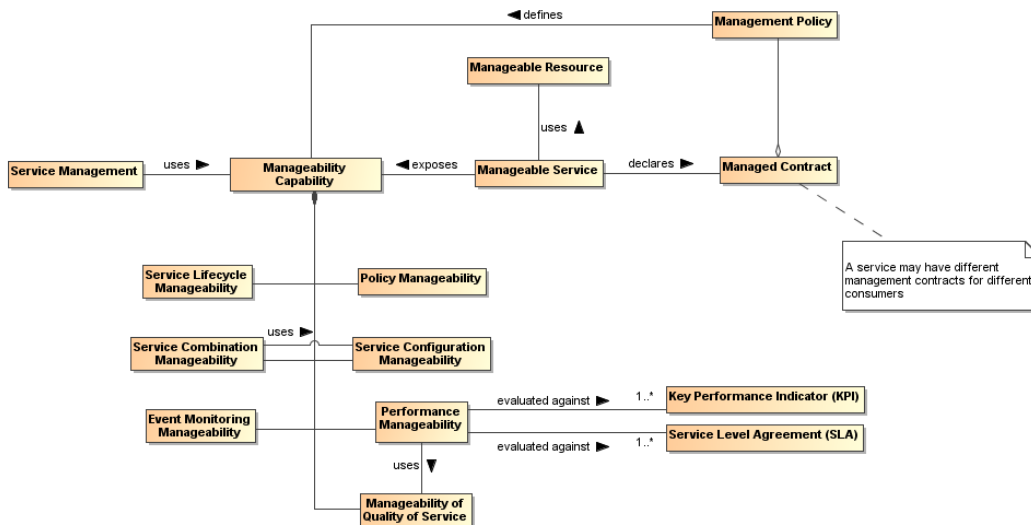 defines
Management Policy
Manageable Resource
uses
Service Management
uses
Manageability
Capability
exposes
Manageable Service
declares
Managed Contract
A service may have different
management contracts for different
consumers
Service Lifecycle
Manageability
Policy Manageability
uses
Service Combination
Manageability
Service Configuration
Manageability
Event Monitoring
Manageability
Performance
Manageability
evaluated against
1..*
Key Performance Indicator (KPI)
evaluated against
1..*
Service Level Agreement (SLA)
uses
Manageability of
Quality of Service